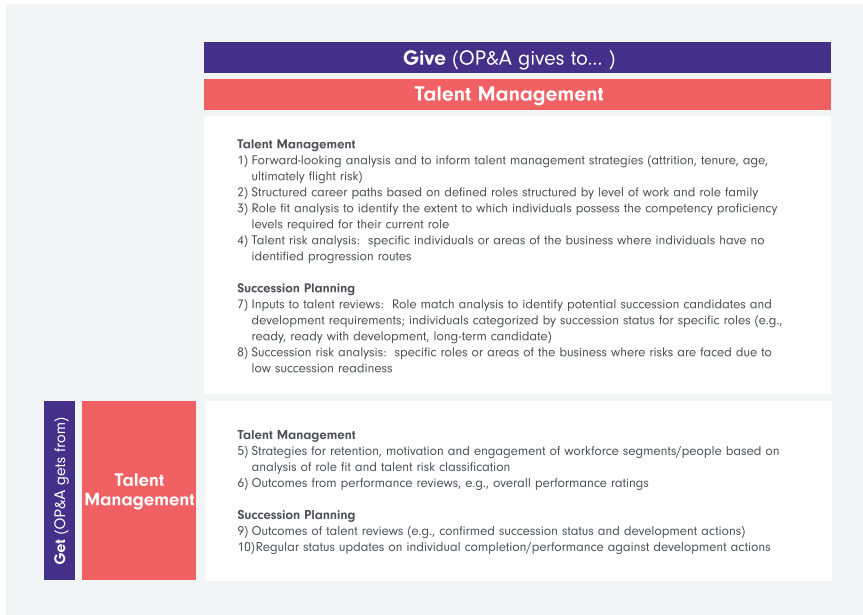 Give (OP&A gives to... )
Talent Management
Talent Management
1) Forward-looking analysis and to inform talent management strategies (attrition, tenure, age,
ultimately flight risk)
2) Structured career paths based on defined roles structured by level of work and role family
3) Role fit analysis to identify the extent to which individuals possess the competency proficiency
levels required for their current role
4) Talent risk analysis: specific individuals or areas of the business where individuals have no
identified progression routes
Succession Planning
7) Inputs to talent reviews: Role match analysis to identify potential succession candidates and
development requirements; individuals categorized by succession status for specific roles (e.g.,
ready, ready with development, long-term candidate)
8) Succession risk analysis: specific roles or areas of the business where risks are faced due to
low succession readiness
Get (OP&A gets from)
Talent
Management
Talent Management
5) Strategies for retention, motivation and engagement of workforce segments/people based on
analysis of role fit and talent risk classification
6) Outcomes from performance reviews, e.g., overall performance ratings
Succession Planning
9) Outcomes of talent reviews (e.g., confirmed succession status and development actions)
10)Regular status updates on individual completion/performance against development actions